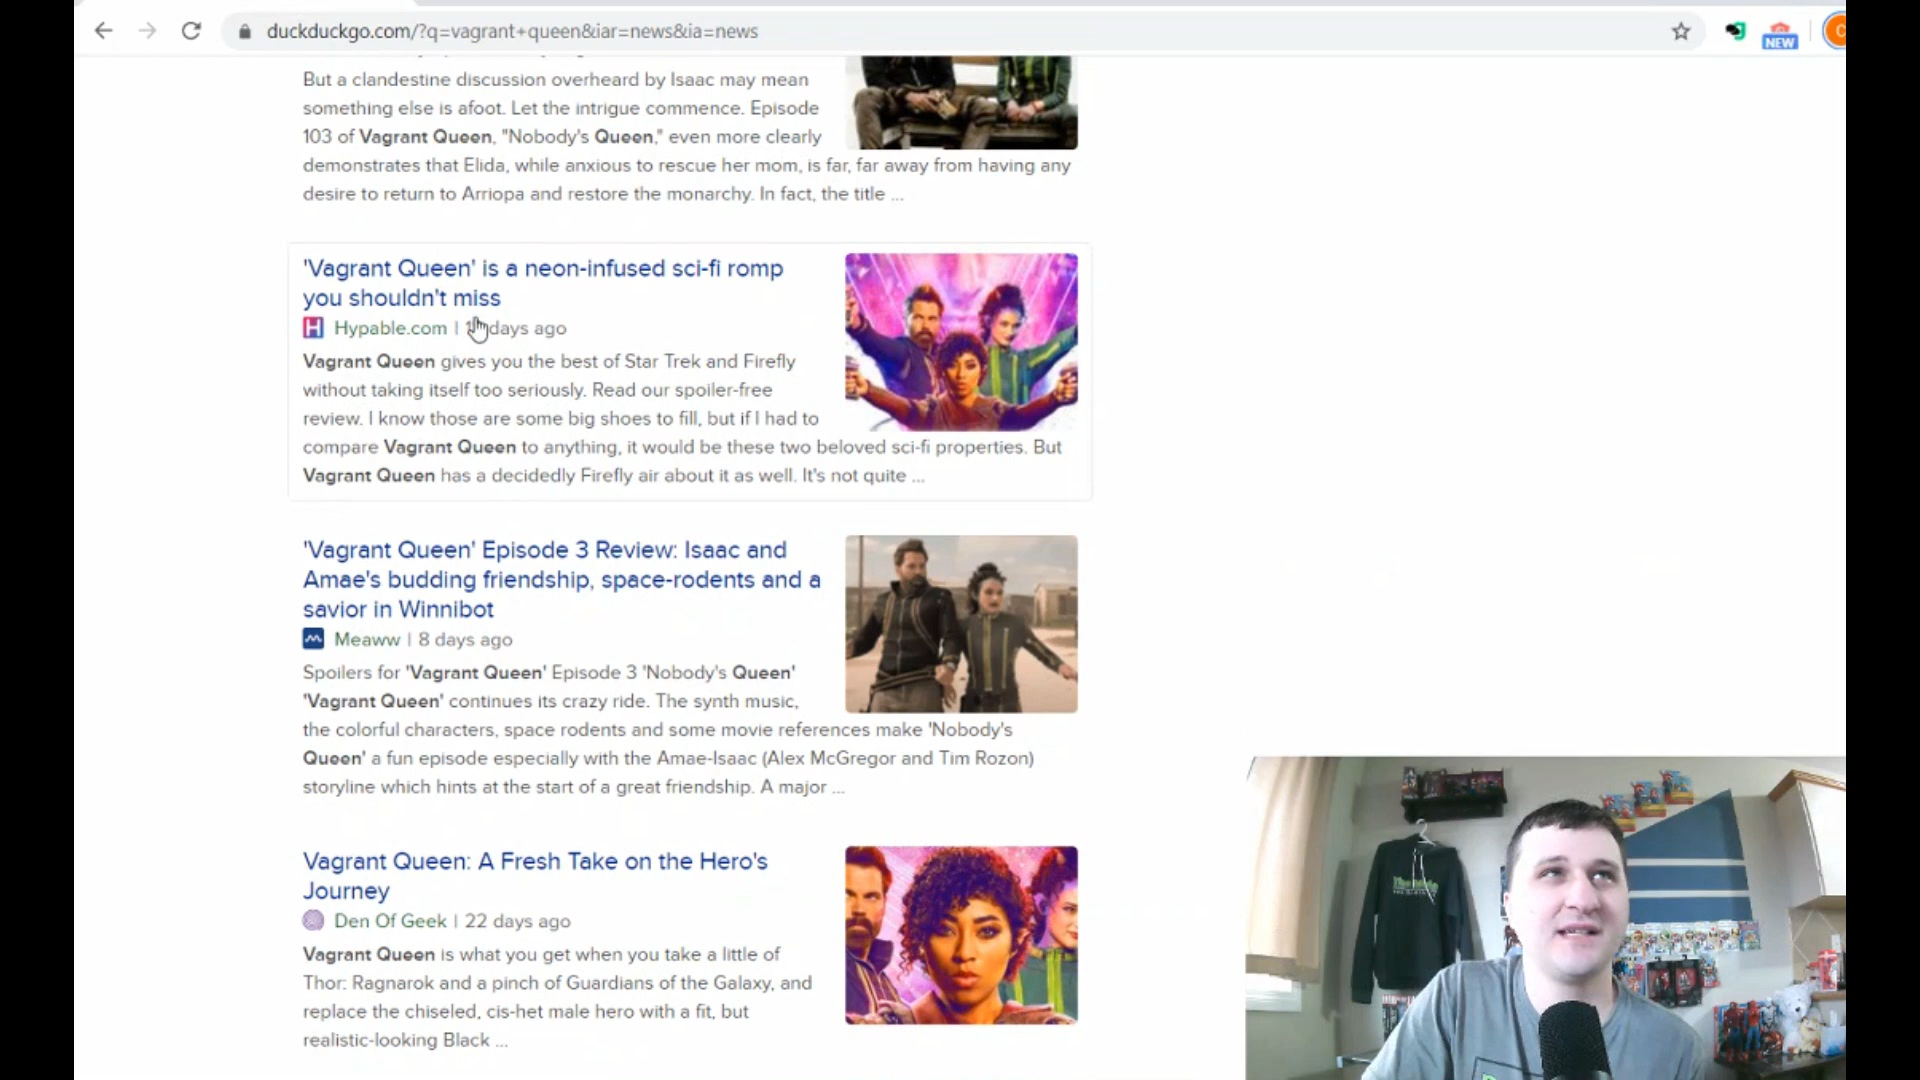 duckduckgo.com/?q=vagrant+queen&iar=news&ia=news
NEW
C
But a clandestine discussion overheard by Isaac may mean
something else is afoot. Let the intrigue commence. Episode
103 of Vagrant Queen, "Nobody's Queen," even more clearly
demonstrates that Elida, while anxious to rescue her mom, is far, far away from having any
desire to return to Arriopa and restore the monarchy. In fact, the title ...
'Vagrant Queen' is a neon-infused sci-fi romp
you shouldn't miss
H Hypable.com | days ago
Vagrant Queen gives you the best of Star Trek and Firefly
without taking itself too seriously. Read our spoiler-free
review. I know those are some big shoes to fill, but if I had to
compare Vagrant Queen to anything, it would be these two beloved sci-fi properties. But
Vagrant Queen has a decidedly Firefly air about it as well. It's not quite ...
'Vagrant Queen' Episode 3 Review: Isaac and
Amae's budding friendship, space-rodents and a
savior in Winnibot
Meaww | 8 days ago
Spoilers for 'Vagrant Queen' Episode 3 'Nobody's Queen'
'Vagrant Queen' continues its crazy ride. The synth music,
the colorful characters, space rodents and some movie references make 'Nobody's
Queen' a fun episode especially with the Amae-Isaac (Alex McGregor and Tim Rozon)
storyline which hints at the start of a great friendship. A major ...
Vagrant Queen: A Fresh Take on the Hero's
Journey
Den Of Geek | 22 days ago
Vagrant Queen is what you get when you take a little of
Thor: Ragnarok and a pinch of Guardians of the Galaxy, and
replace the chiseled, cis-het male hero with a fit, but
realistic-looking Black ...